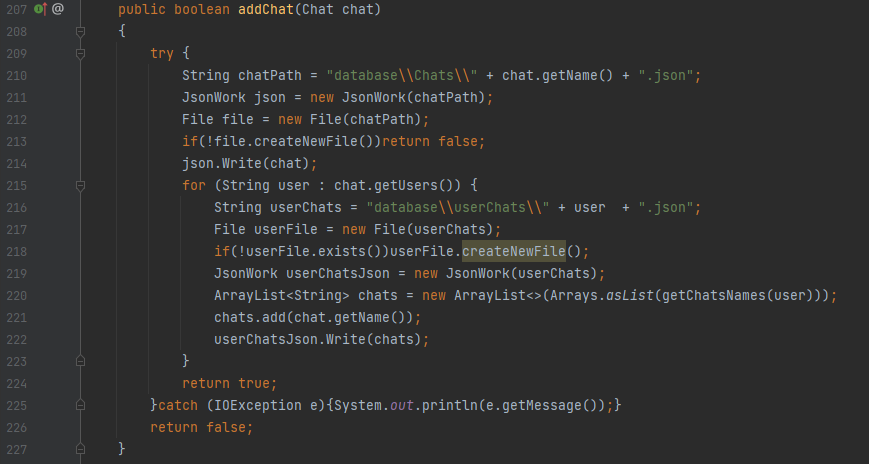 207 @ public boolean addChat(Chat chat)
208 {
209 try {
210 String chatPath = "database\\Chats\\" + chat.getName() + ".json";
211 JsonWork json = new JsonWork(chatPath);
212 File file = new File(chatPath);
213 if(!file.createNewFile())return false;
214 json.Write(chat);
215 for (String user : chat.getUsers()) {
216 String userChats = "database\\userChats\\" + user  + ".json";
217 File userFile = new File(userChats);
218 if(!userFile.exists())userFile.createNewFile();
219 JsonWork userChatsJson = new JsonWork(userChats);
220 ArrayList<String> chats = new ArrayList<>(Arrays.asList(getChatsNames(user)));
221 chats.add(chat.getName());
222 userChatsJson.Write(chats);
223 }
224 return true;
225 }catch (IOException e){System.out.println(e.getMessage());}
226 return false;
227 }